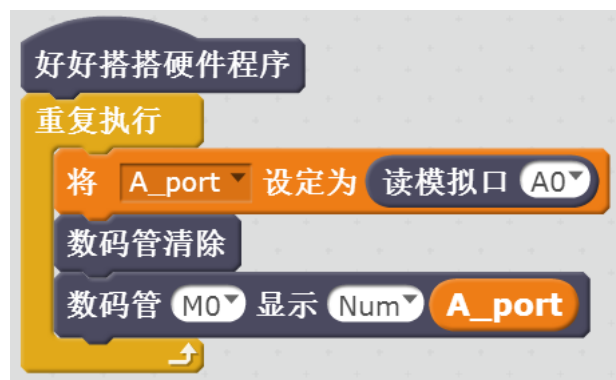 好好搭搭硬件程序
重复执行
将 A_port 设定为 读模拟口 A0
数码管清除
数码管 M0 显示 Num A_port